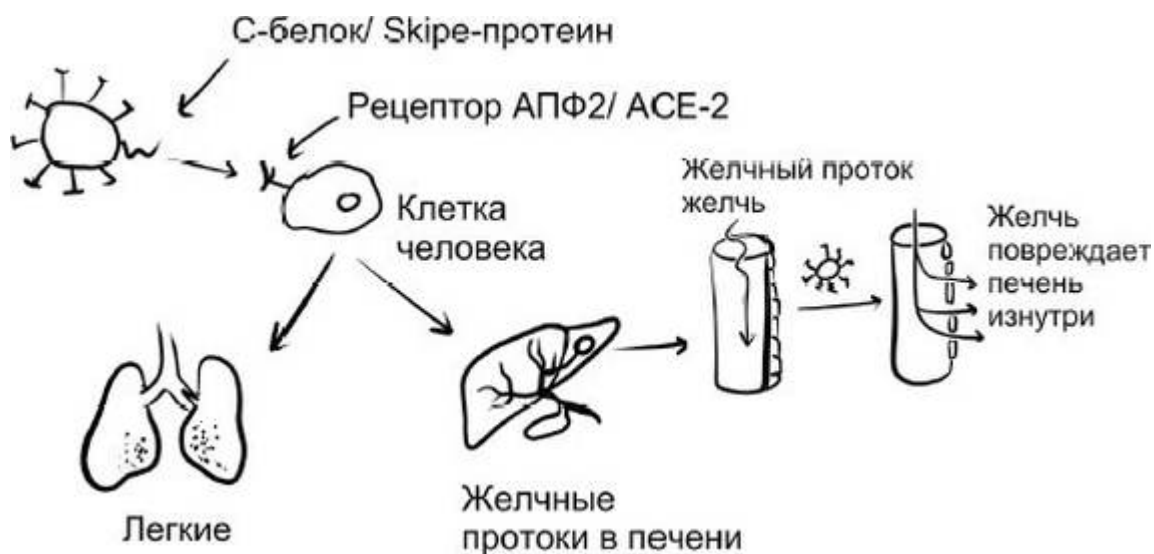 С-белок/ Skipe-протеин
Рецептор АПФ2/ ACE-2
Клетка
человека
Желчный проток
желчь
Желчь
повреждает
печень
изнутри
Легкие
Желчные
протоки в печени